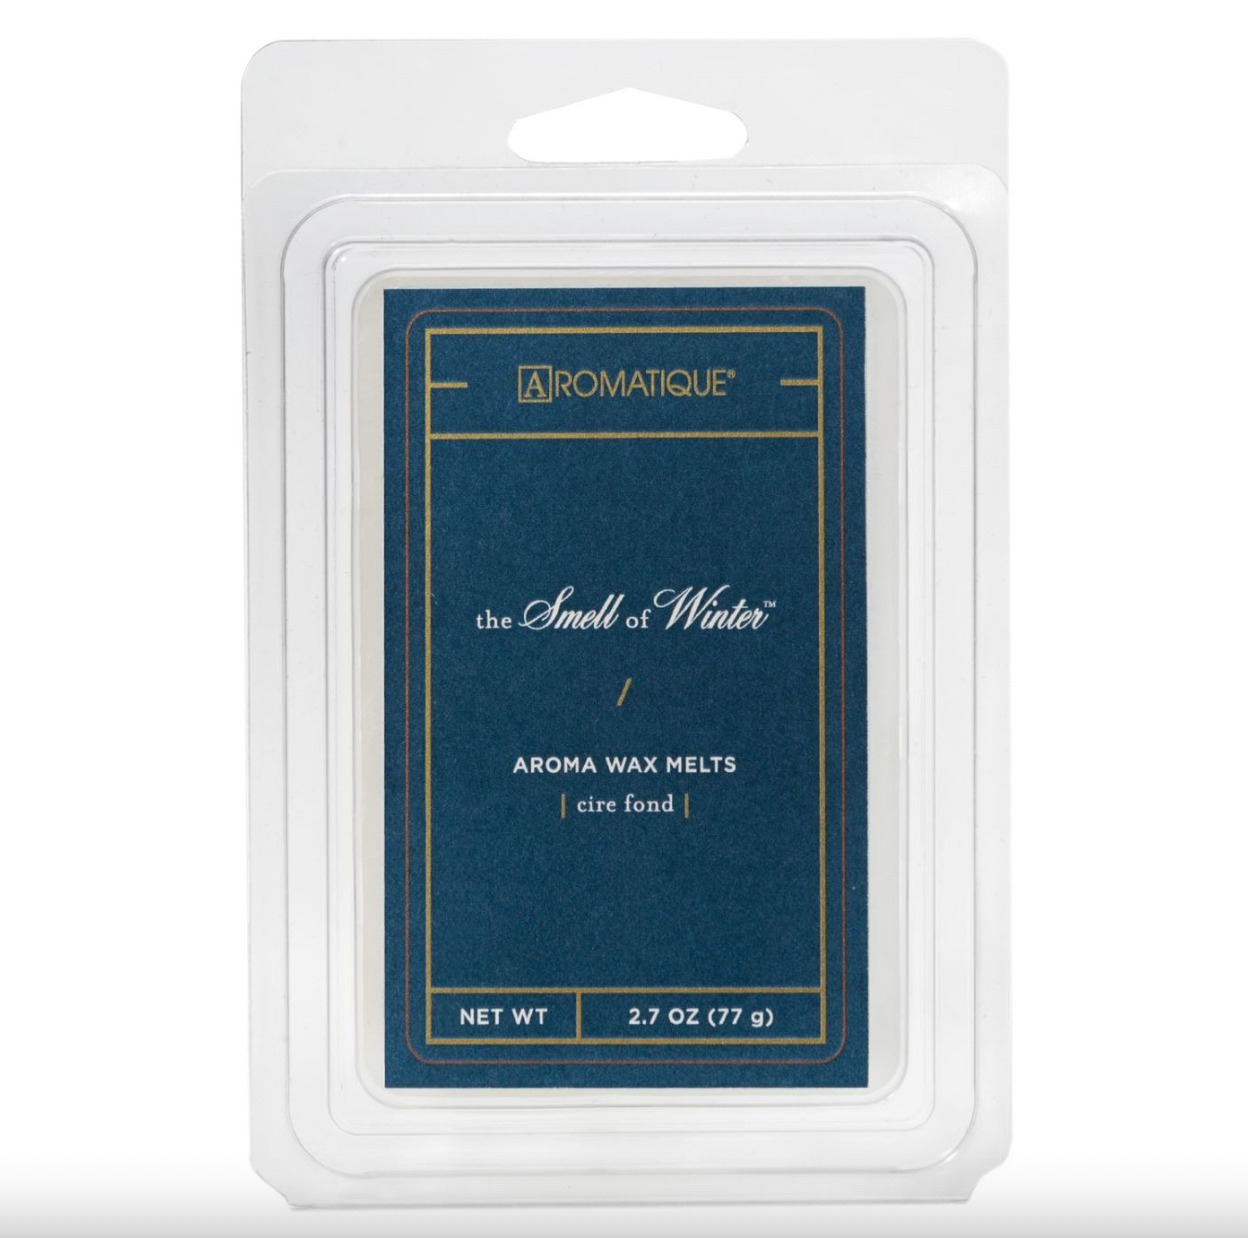 AROMATIQUE®
the Smell of Winter™
/
AROMA WAX MELTS
| cire fond |
NET WT 2.7 OZ (77 g)